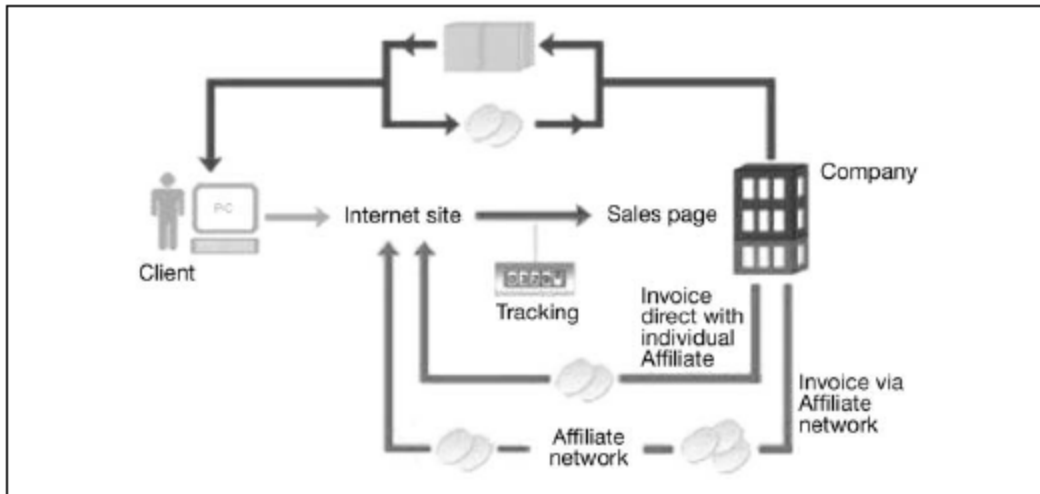 Company
PC
Internet site
Sales page
Client
Tracking
Invoice
direct with
individual
Affiliate
Invoice via
Affiliate
network
Affiliate
network